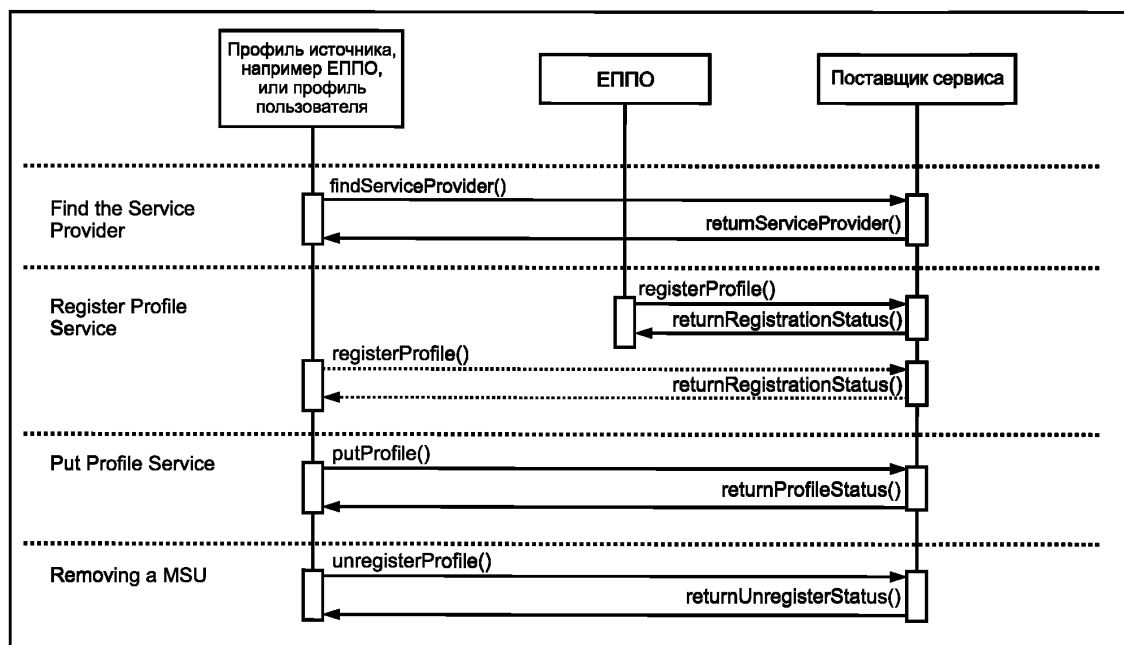 Профиль источника,
например ЕППО,
или профиль
пользователя
ЕППО
Поставщик сервиса
Find the Service
Provider
findServiceProvider()
returnServiceProvider()
Register Profile
Service
registerProfile()
returnRegistrationStatus()
registerProfile()
returnRegistrationStatus()
Put Profile Service
putProfile()
returnProfileStatus()
Removing a MSU
unregisterProfile()
returnUnregisterStatus()